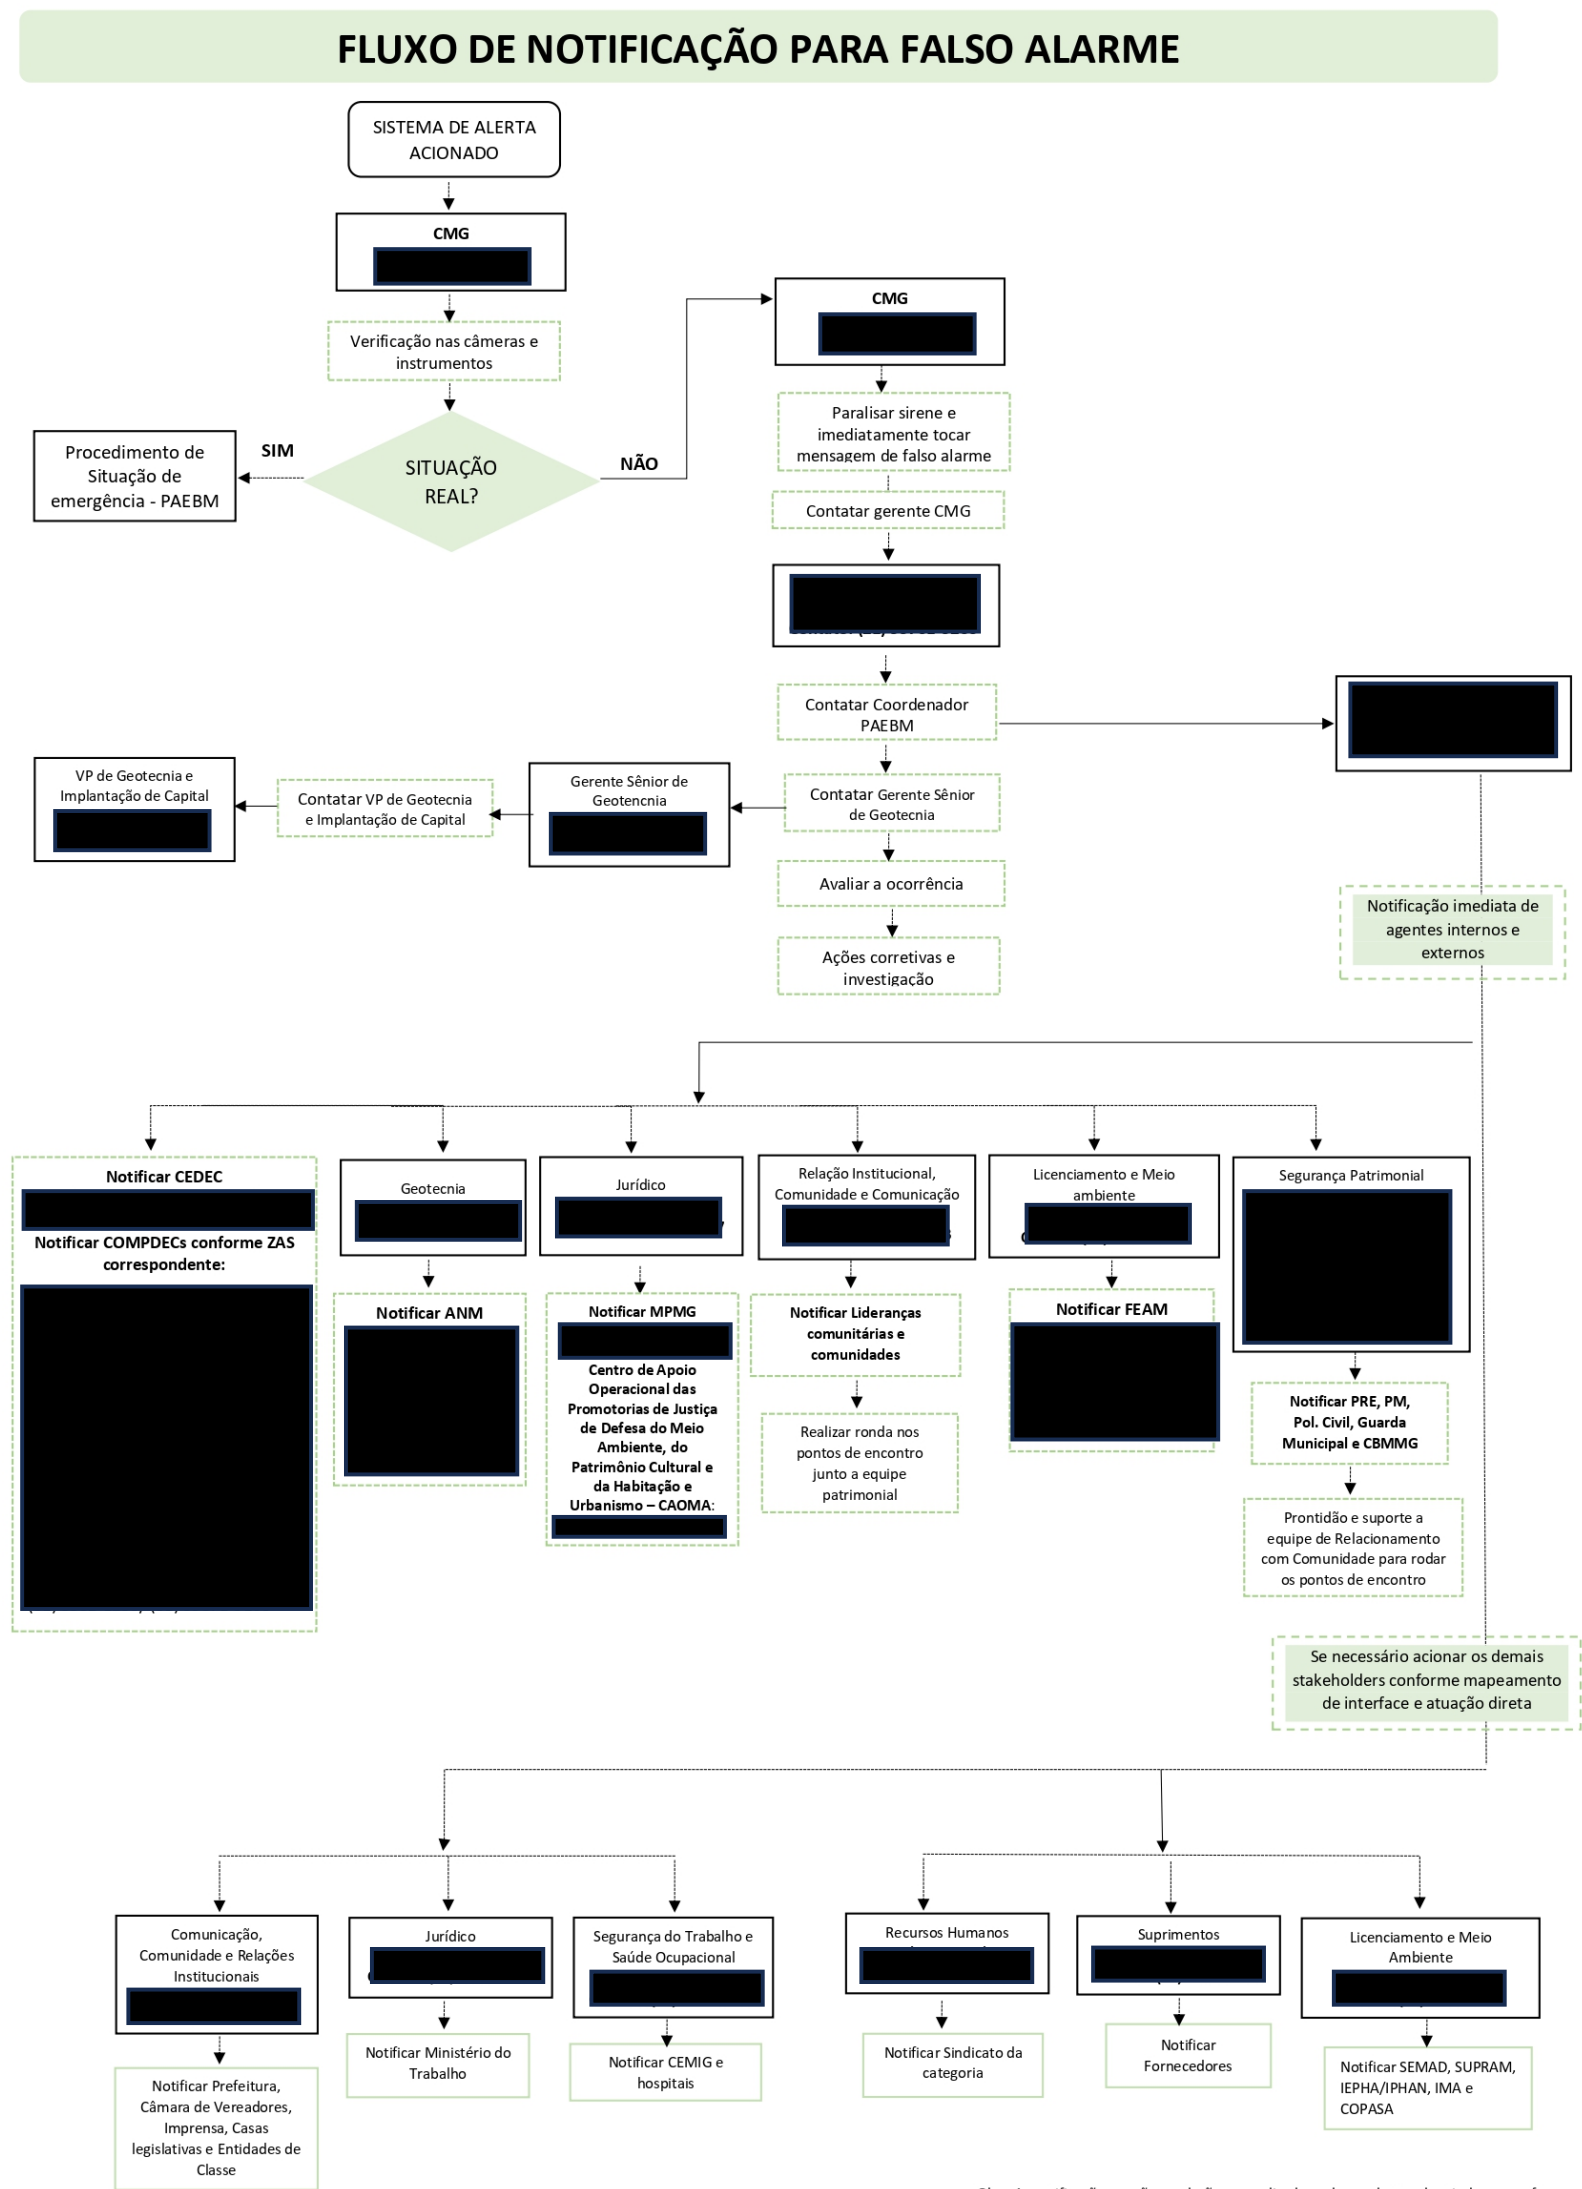 FLUXO DE NOTIFICAÇÃO PARA FALSO ALARME
SISTEMA DE ALERTA
ACIONADO
CMG
Verificação nas câmeras e
instrumentos
SITUAÇÃO
REAL?
SIM
NÃO
Procedimento de
Situação de
emergência - PAEBM
CMG
Paralisar sirene e
imediatamente tocar
mensagem de falso alarme
Contatar gerente CMG
Contatar Coordenador
PAEBM
Contatar Gerente Sênior
de Geotecnia
Gerente Sênior de
Geotencnia
Contatar VP de Geotecnia
e Implantação de Capital
VP de Geotecnia e
Implantação de Capital
Avaliar a ocorrência
Ações corretivas e
investigação
Notificação imediata de
agentes internos e
externos
Notificar CEDEC
Notificar COMPDECs conforme ZAS
correspondente:
Geotecnia
Notificar ANM
Jurídico
Notificar MPMG
Centro de Apoio
Operacional das
Promotorias de Justiça
de Defesa do Meio
Ambiente, do
Patrimônio Cultural e
da Habitação e
Urbanismo – CAOMA:
Relação Institucional,
Comunidade e Comunicação
Notificar Lideranças
comunitárias e
comunidades
Realizar ronda nos
pontos de encontro
junto a equipe
patrimonial
Licenciamento e Meio
ambiente
Notificar FEAM
Segurança Patrimonial
Notificar PRE, PM,
Pol. Civil, Guarda
Municipal e CBMMG
Prontidão e suporte a
equipe de Relacionamento
com Comunidade para rodar
os pontos de encontro
Se necessário acionar os demais
stakeholders conforme mapeamento
de interface e atuação direta
Comunicação,
Comunidade e Relações
Institucionais
Notificar Prefeitura,
Câmara de Vereadores,
Imprensa, Casas
legislativas e Entidades de
Classe
Jurídico
Notificar Ministério do
Trabalho
Segurança do Trabalho e
Saúde Ocupacional
Notificar CEMIG e
hospitais
Recursos Humanos
Notificar Sindicato da
categoria
Suprimentos
Notificar
Fornecedores
Licenciamento e Meio
Ambiente
Notificar SEMAD, SUPRAM,
IEPHA/IPHAN, IMA e
COPASA